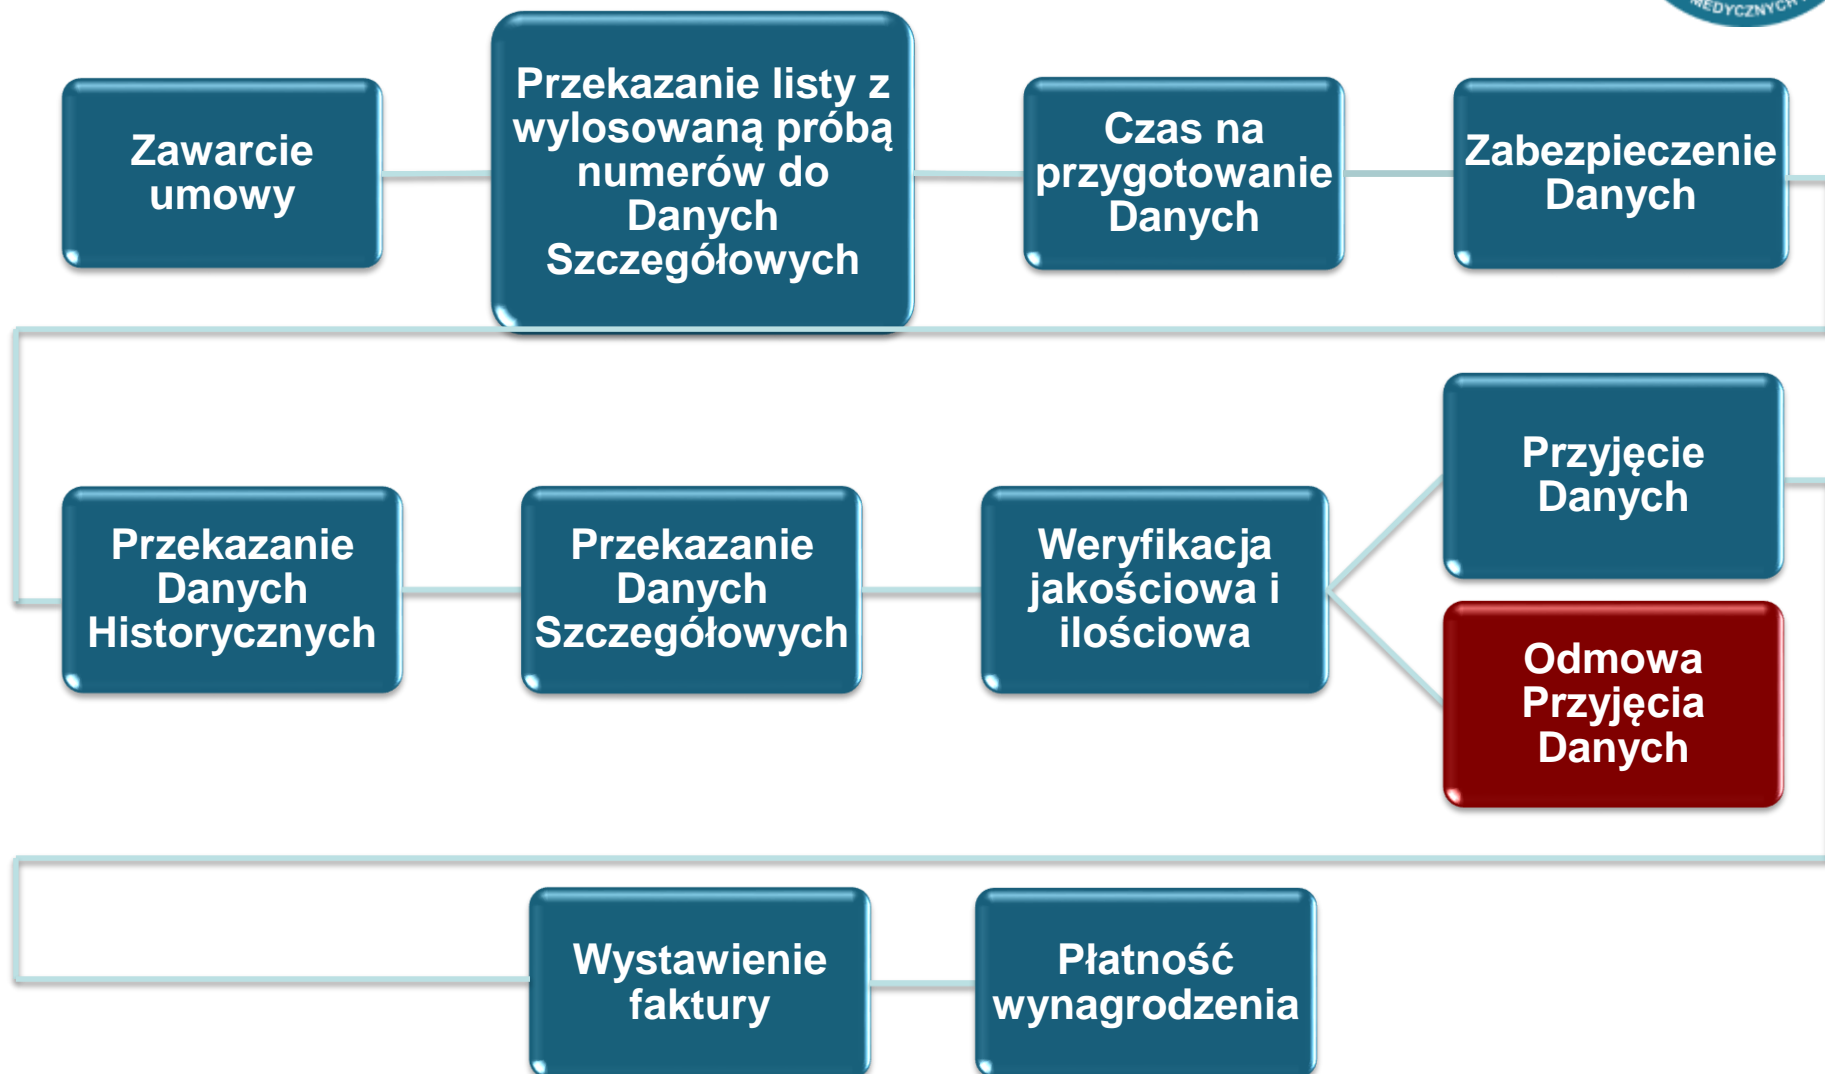 MEDYCZNYCH
Zawarcie
umowy
Przekazanie listy z
wylosowaną próbą
numerów do
Danych
Szczegółowych
Czas na
przygotowanie
Danych
Zabezpieczenie
Danych
Przekazanie
Danych
Historycznych
Przekazanie
Danych
Szczegółowych
Weryfikacja
jakościowa i
ilościowa
Przyjęcie
Danych
Odmowa
Przyjęcia
Danych
Wystawienie
faktury
Płatność
wynagrodzenia